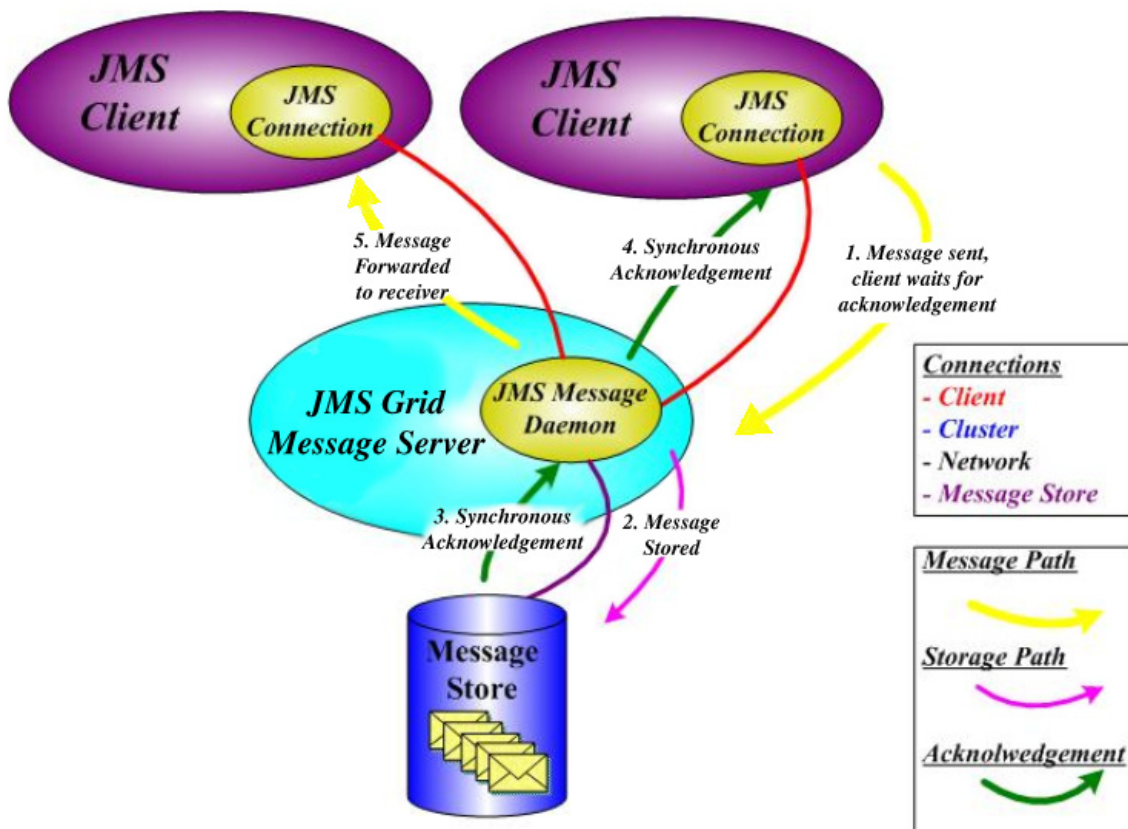 JMS
Client
JMS
Connection
JMS
Client
JMS
Connection
5. Message
Forwarded
to receiver
4. Synchronous
Acknowledgement
1. Message sent,
client waits for
acknowledgement
JMS Grid
Message Server
JMS Message
Daemon
3. Synchronous
Acknowledgement
2. Message
Stored
Message
Store
Connections
- Client
- Cluster
- Network
- Message Store
Message Path
Storage Path
Acknolwedgement